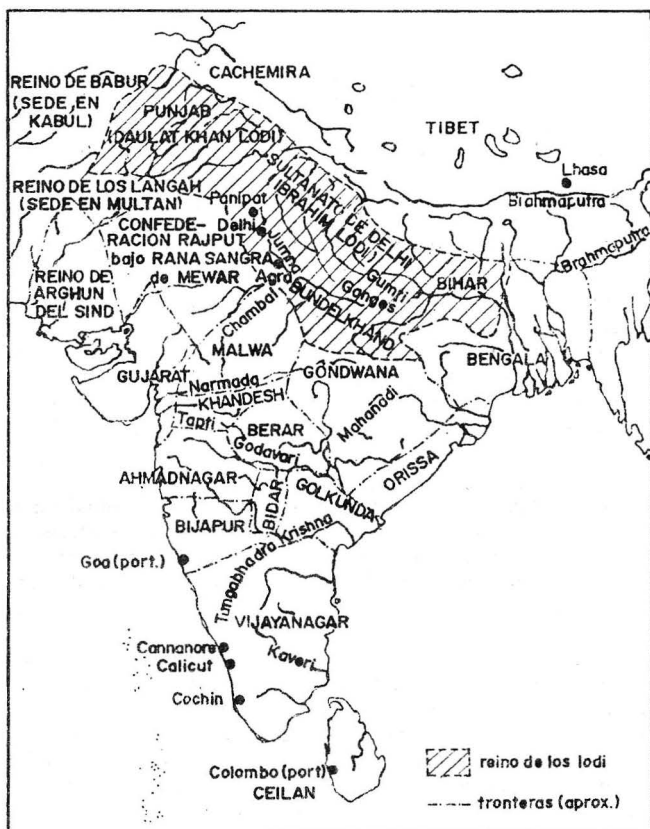 CACHEMIRA
REINO DE BABUR
(SEDE EN
KABUL)
PUNJAB
(DAULAT KHAN LODI)
TIBET
Lhasa
SULTANATO DE DELHI
(IBRAHIM LODI)
Brahmaputra
Brahmaputra
REINO DE LOS LANGAH
(SEDE EN MULTAN)
Panipat
CONFEDE-
RACION RAJPUT
bajo RANA SANGRA
de MEWAR
Delhi
Jumna
Agra
REINO DE
ARGHUN
DEL SIND
Gumti
Ganges
BIHAR
BUNDELKHAND
Chambal
MALWA
BENGALA
GUJARAT
GONDWANA
Narmada
KHANDESH
Tapti
BERAR
Mahanadi
Godavari
AHMADNAGAR
BIDAR
GOLKUNDA
ORISSA
BIJAPUR
Krishna
Tungabhadra
Goa (port.)
VIJAYANAGAR
Cannanore
Calicut
Kaveri
Cochin
Colombo (port)
CEILAN
reino de los lodi
tronteras (aprox.)